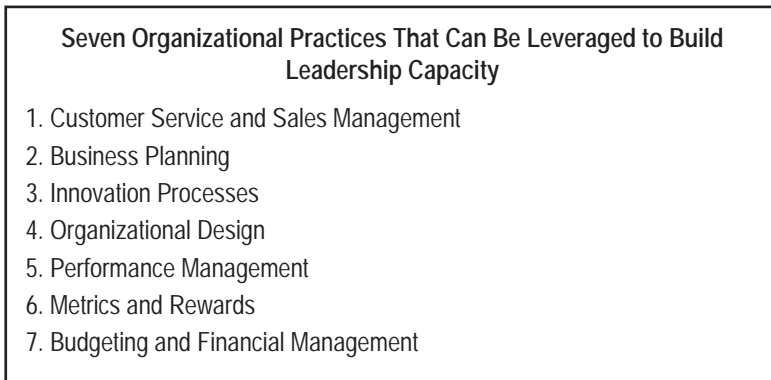 Seven Organizational Practices That Can Be Leveraged to Build
Leadership Capacity
1. Customer Service and Sales Management
2. Business Planning
3. Innovation Processes
4. Organizational Design
5. Performance Management
6. Metrics and Rewards
7. Budgeting and Financial Management